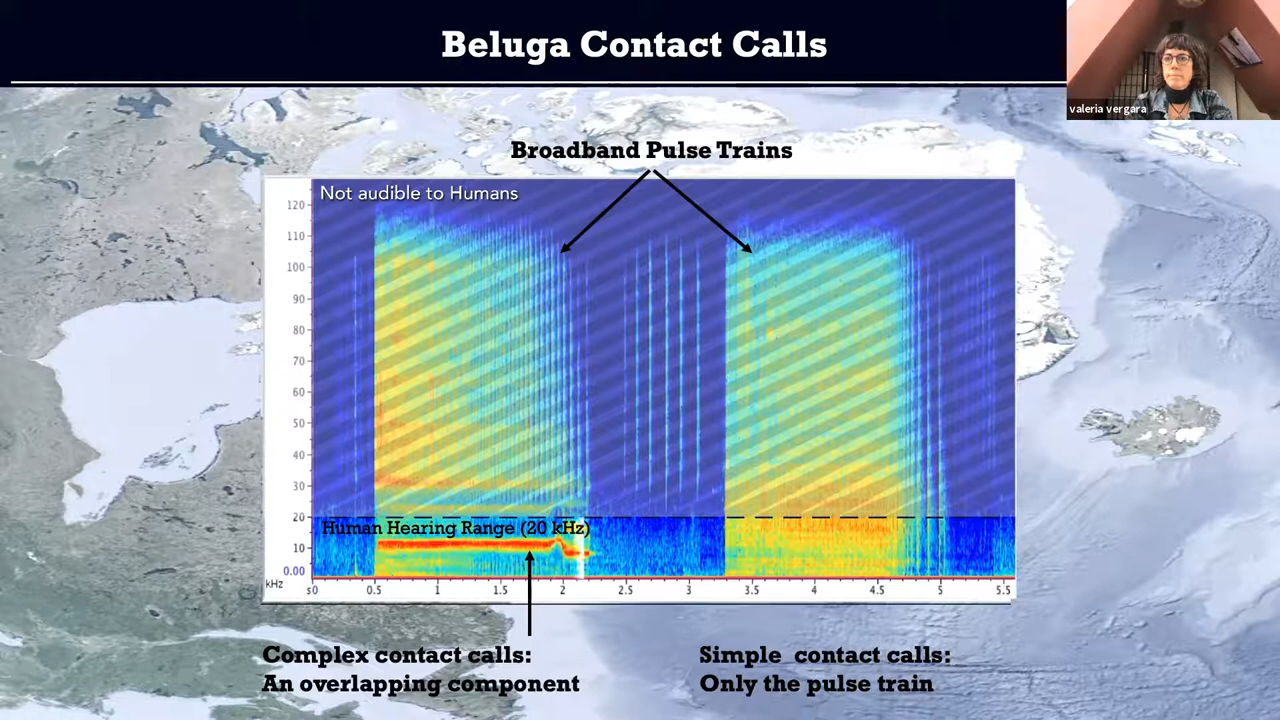 Beluga Contact Calls
valeria vergara
Broadband Pulse Trains
Not audible to Humans
120
110
100
90
80
70
60
50
40
30
20
Human Hearing Range (20 kHz)
10
0.00
kHz
s0 0.5 1 1.5 2 2.5 3 3.5 4 4.5 5 5.5
Complex contact calls:
An overlapping component
Simple contact calls:
Only the pulse train